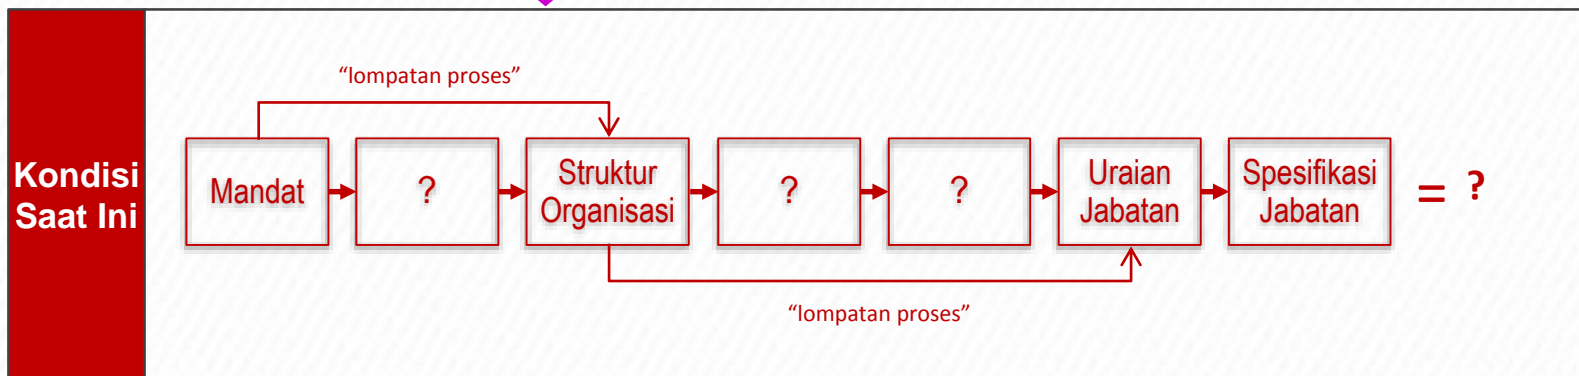 Kondisi
Saat Ini
“lompatan proses”
Mandat
?
Struktur
Organisasi
?
?
Uraian
Jabatan
Spesifikasi
Jabatan
= ?
“lompatan proses”